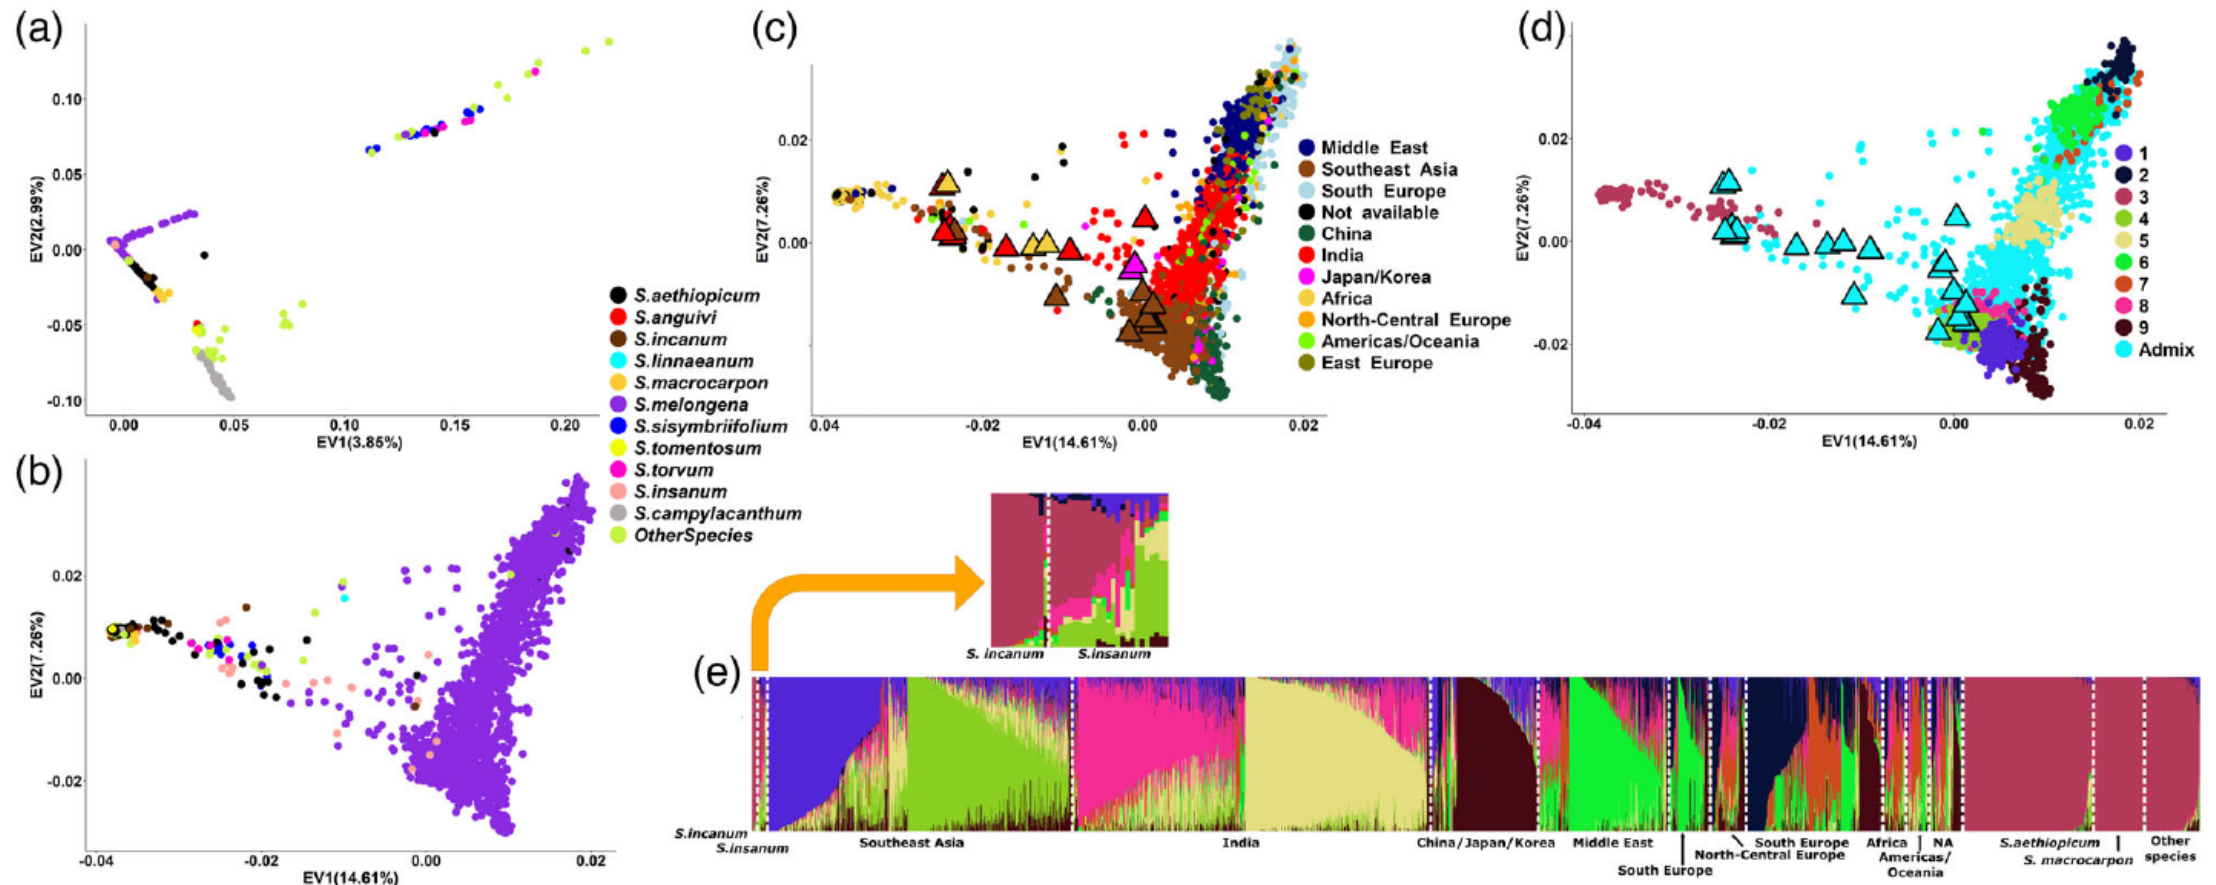 (a)
EV2(2.99%)
0.10
0.05
0.00
-0.05
-0.10
0.00 0.05 0.10 0.15 0.20
EV1(3.85%)
S.aethiopicum
S.anguivi
S.incanum
S.linnaeanum
S.macrocarpon
S.melongena
S.sisymbriifolium
S.tomentosum
S.torvum
S.insanum
S.campylacanthum
OtherSpecies
(b)
EV2(7.26%)
0.02
0.00
-0.02
-0.04 -0.02 0.00 0.02
EV1(14.61%)
(c)
EV2(7.26%)
0.02
0.00
0.04 -0.02 0.00 0.02
EV1(14.61%)
Middle East
Southeast Asia
South Europe
Not available
China
India
Japan/Korea
Africa
North-Central Europe
Americas/Oceania
East Europe
(d)
EV2(7.26%)
0.02
0.00
-0.02
-0.04 -0.02 0.00 0.02
EV1(14.61%)
1
2
3
4
5
6
7
8
9
Admix
S. incanum S.insanum
(e)
S.incanum
S.insanum
Southeast Asia
India
China/Japan/Korea
Middle East
South Europe
North-Central Europe
South Europe
Africa
Americas/
Oceania
NA
S.aethiopicum
S. macrocarpon
Other
species